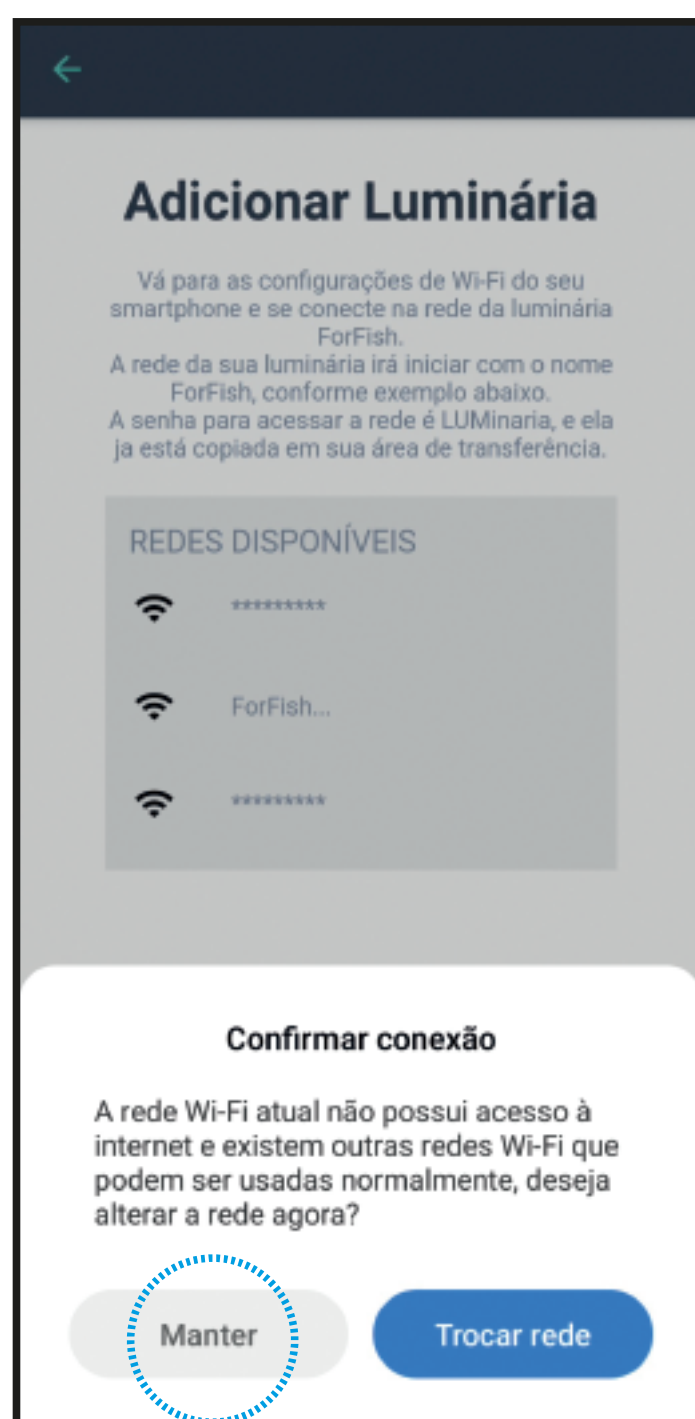 Adicionar Luminária
Vá para as configurações de Wi-Fi do seu
smartphone e se conecte na rede da luminária
ForFish.
A rede da sua luminária irá iniciar com o nome
ForFish, conforme exemplo abaixo.
A senha para acessar a rede é LUMinaria, e ela
ja está copiada em sua área de transferência.
REDES DISPONÍVEIS
*********
ForFish...
*********
Confirmar conexão
A rede Wi-Fi atual não possui acesso à
internet e existem outras redes Wi-Fi que
podem ser usadas normalmente, deseja
alterar a rede agora?
Manter
Trocar rede